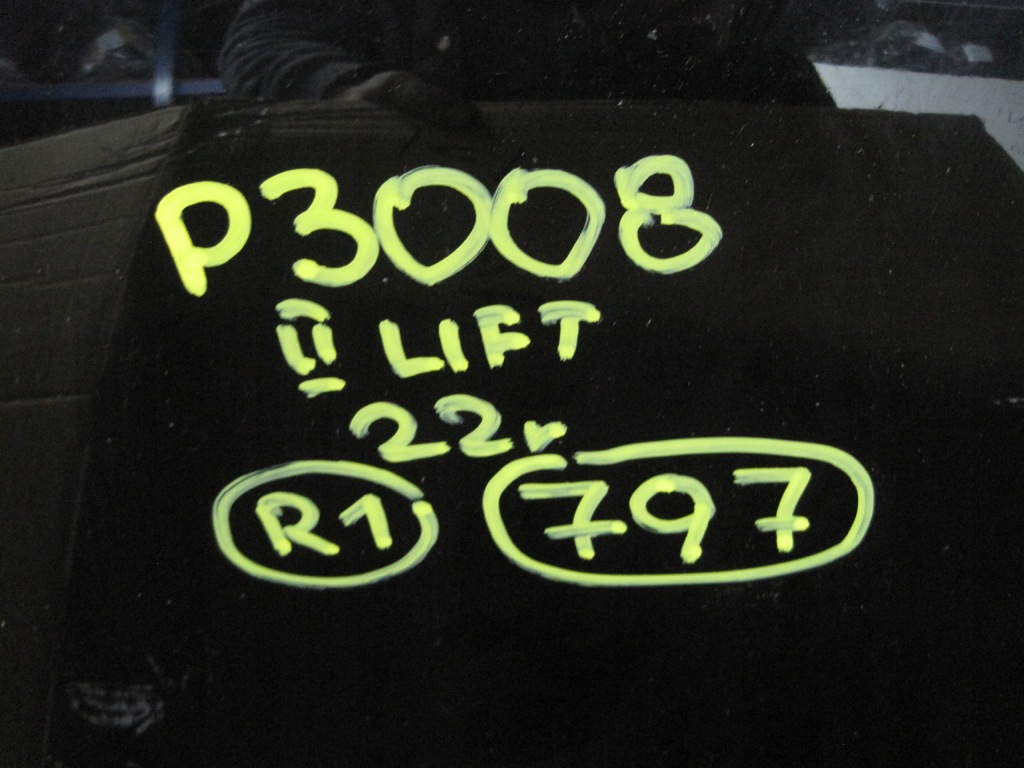 P3008
II LIFT
22r
R1 797